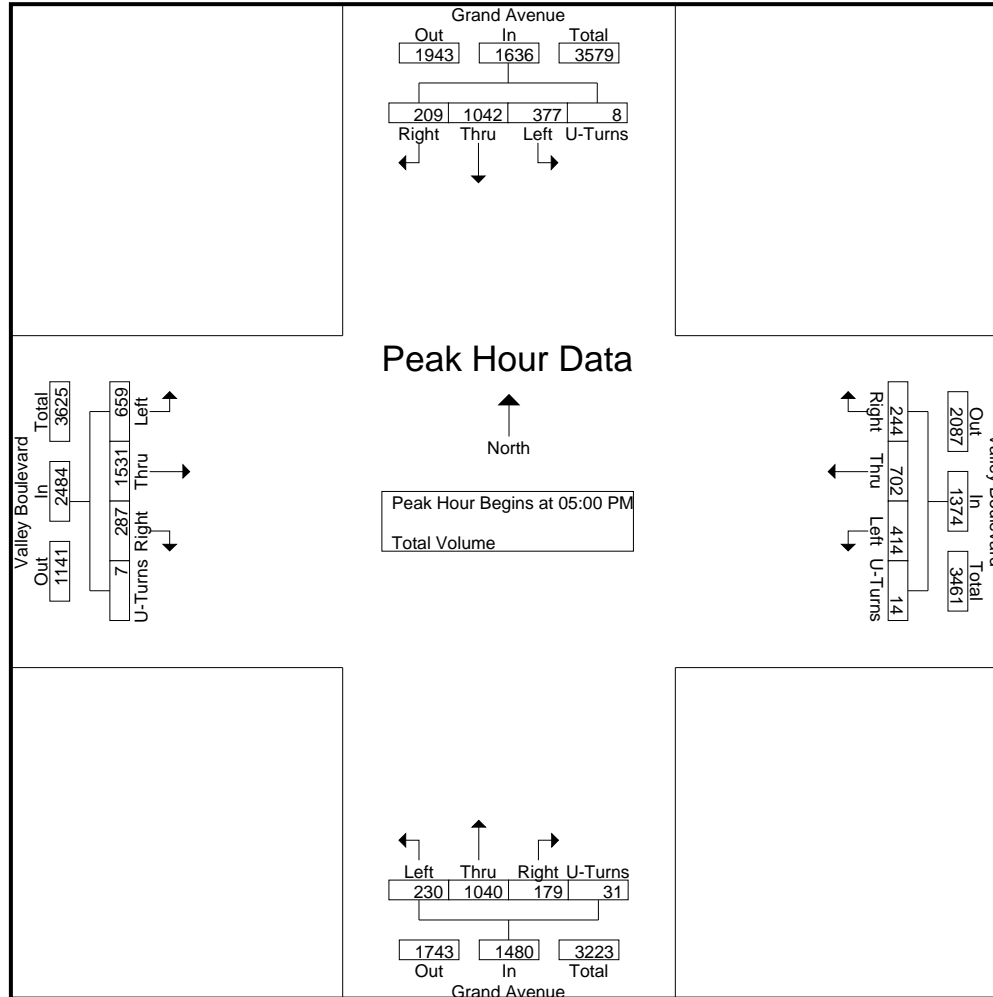 Grand Avenue
Out In Total
1943 1636 3579
209 1042 377 8
Right Thru Left U-Turns
Peak Hour Data
North
Peak Hour Begins at 05:00 PM
Total Volume
Valley Boulevard
Total In Out
3625 2484 1141
659 1531 287 7
Left Thru Right U-Turns
Valley Boulevard
Out In Total
2087 1374 3461
244 702 414 14
Right Thru Left U-Turns
Left Thru Right U-Turns
230 1040 179 31
1743 1480 3223
Out In Total
Grand Avenue